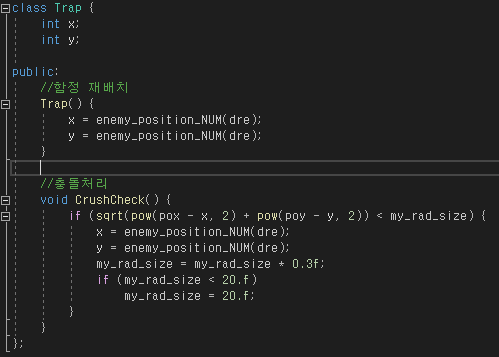 class Trap {
int x;
int y;
public:
//함정 재배치
Trap() {
x = enemy_position_NUM(dre);
y = enemy_position_NUM(dre);
}
//충돌처리
void CrushCheck() {
if (sqrt(pow(pox - x, 2) + pow(poy - y, 2)) < my_rad_size) {
x = enemy_position_NUM(dre);
y = enemy_position_NUM(dre);
my_rad_size = my_rad_size * 0.3f;
if (my_rad_size < 20.f)
my_rad_size = 20.f;
}
}
};